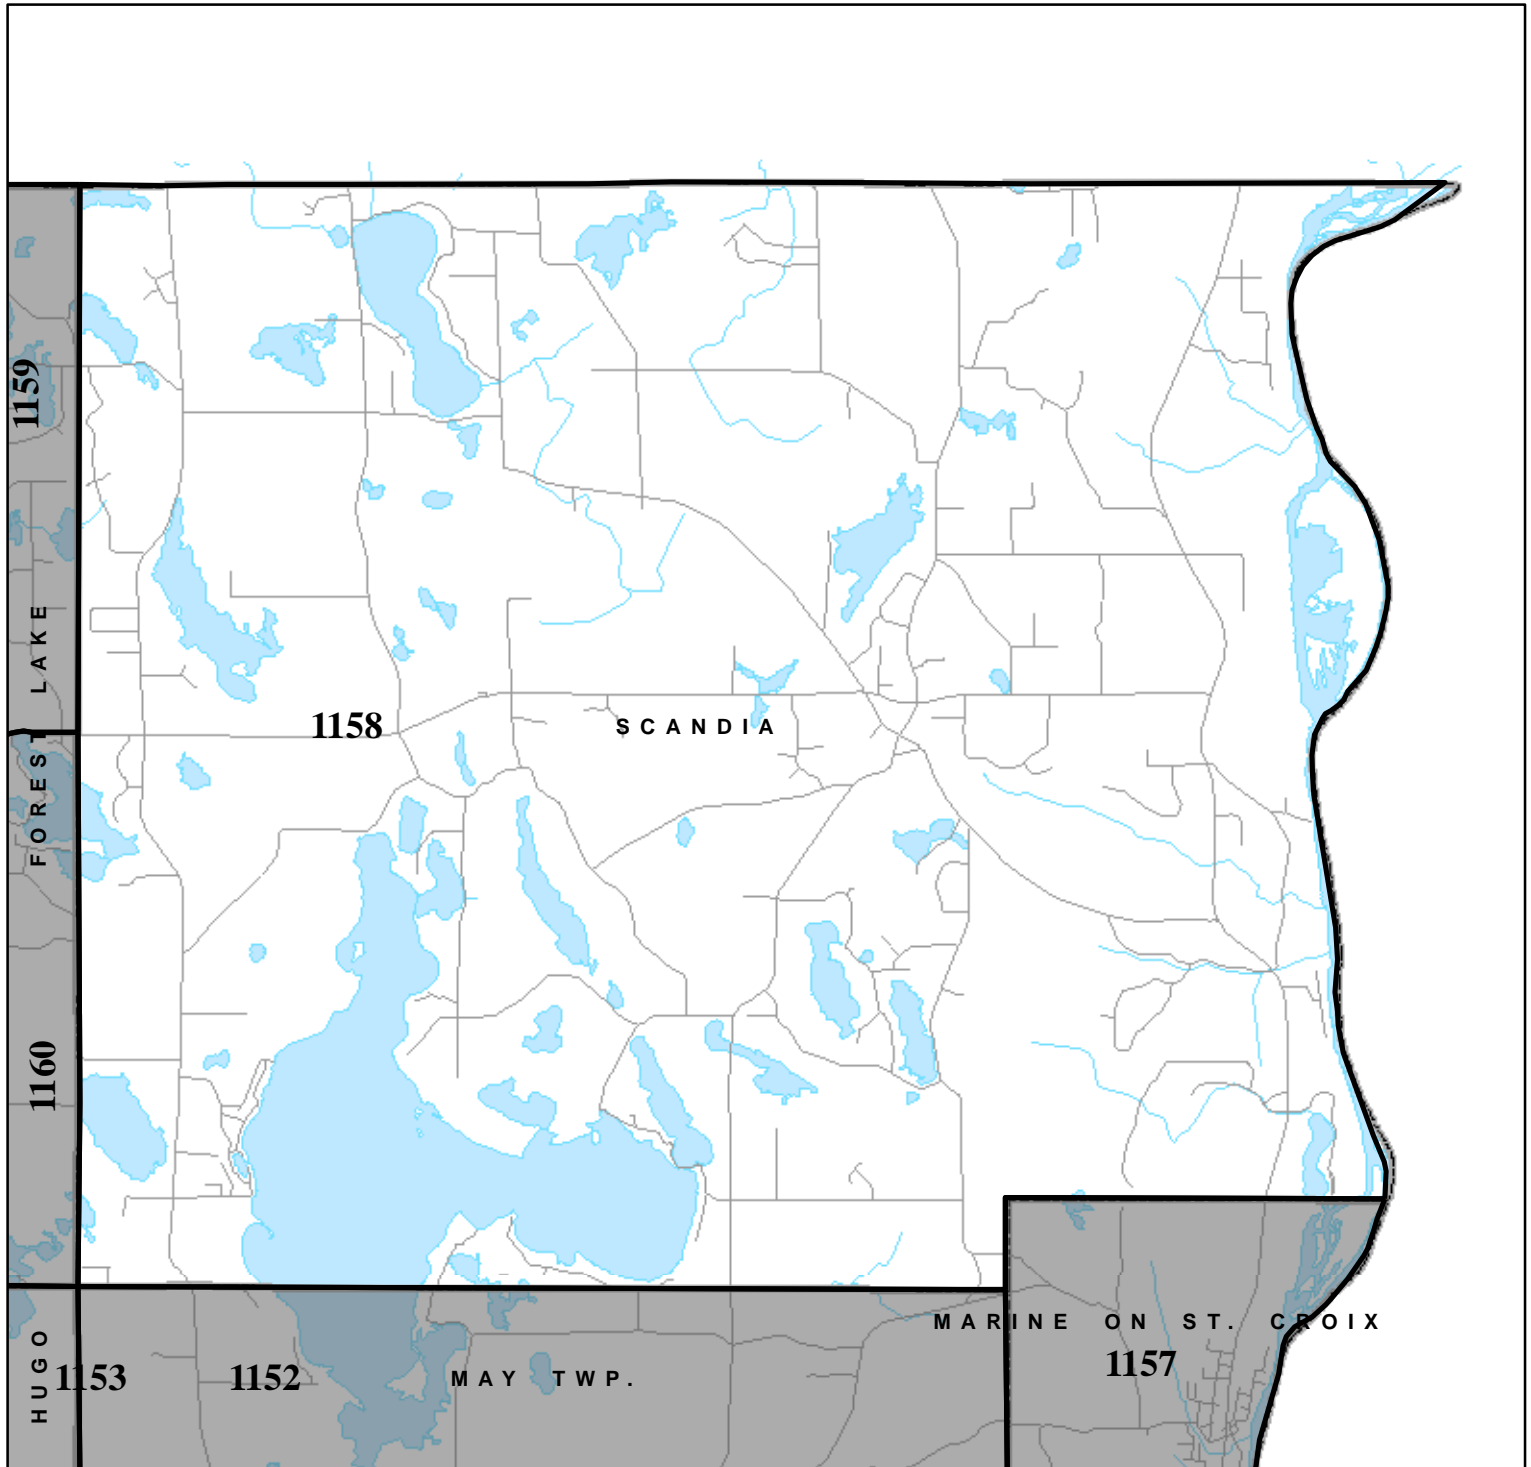 1159
FOREST LAKE
1158
SCANDIA
1160
MARINE ON ST. CROIX
1157
HUGO
1153
1152
MAY TWP.